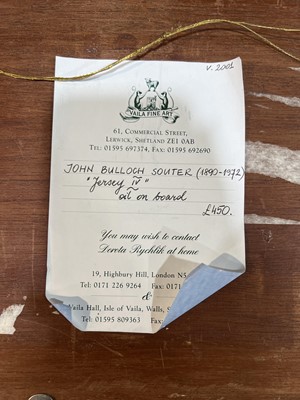 V. 2001
VAILA FINE ART
61, COMMERCIAL STREET,
LERWICK, SHETLAND ZE1 0AB
TEL: 01595 697374, FAX: 01595 692690
JOHN BULLOCH SOUTER (1890-1972)
"Jersey IV"
oil on board
£450.
You may wish to contact
Dorota Rychlik at home
19, HIGHBURY HILL, LONDON N5
TEL: 0171 226 9264 FAX: 0171
&
Vaila HALL, ISLE OF VAILA, WALLS, S
TEL: 01595 809363 FAX: